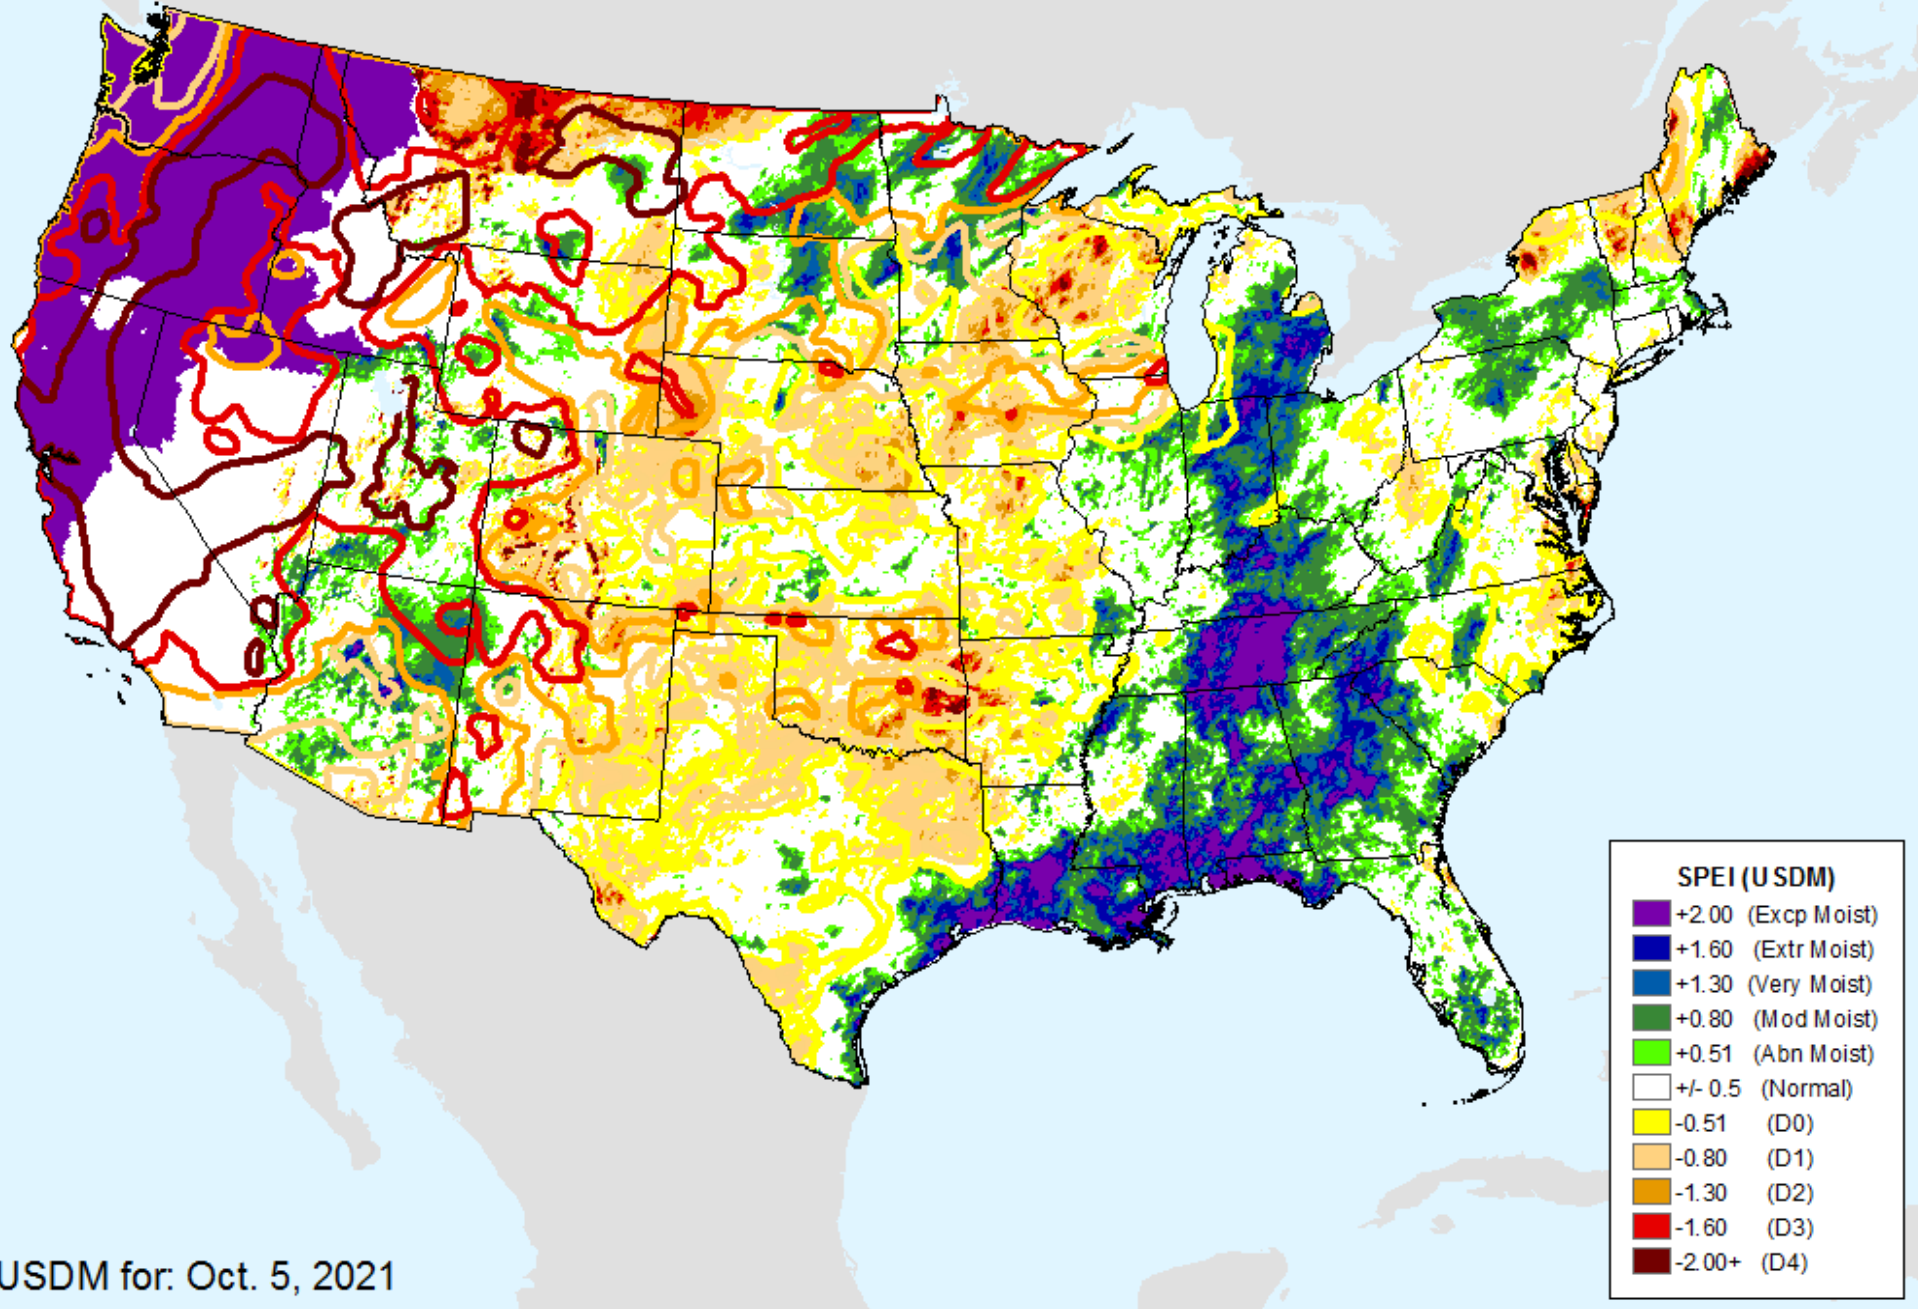 SPEI (USDM)
+2.00 (Excp Moist)
+1.60 (Extr Moist)
+1.30 (Very Moist)
+0.80 (Mod Moist)
+0.51 (Abn Moist)
+/- 0.5 (Normal)
-0.51 (D0)
-0.80 (D1)
-1.30 (D2)
-1.60 (D3)
-2.00+ (D4)
USDM for: Oct. 5, 2021